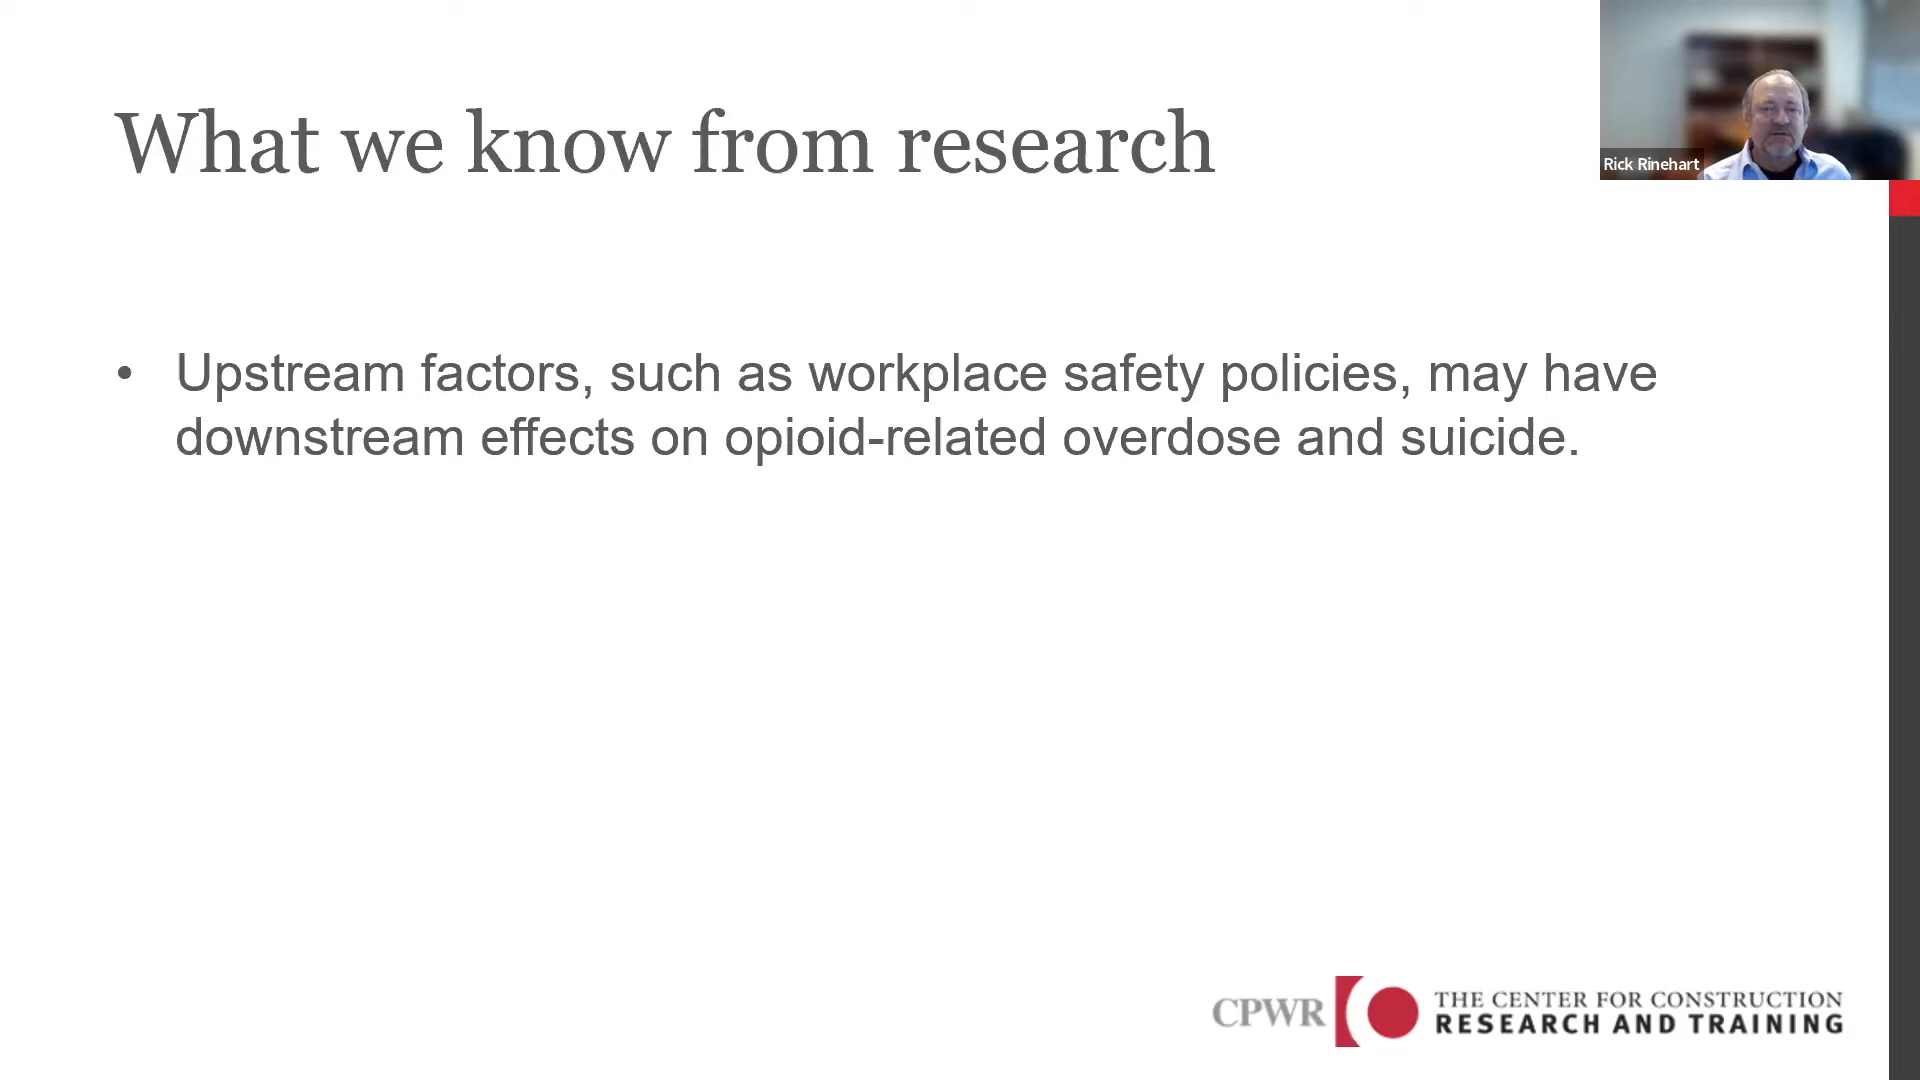 What we know from research
Rick Rinehart
• Upstream factors, such as workplace safety policies, may have
downstream effects on opioid-related overdose and suicide.
CPWR
THE CENTER FOR CONSTRUCTION
RESEARCH AND TRAINING